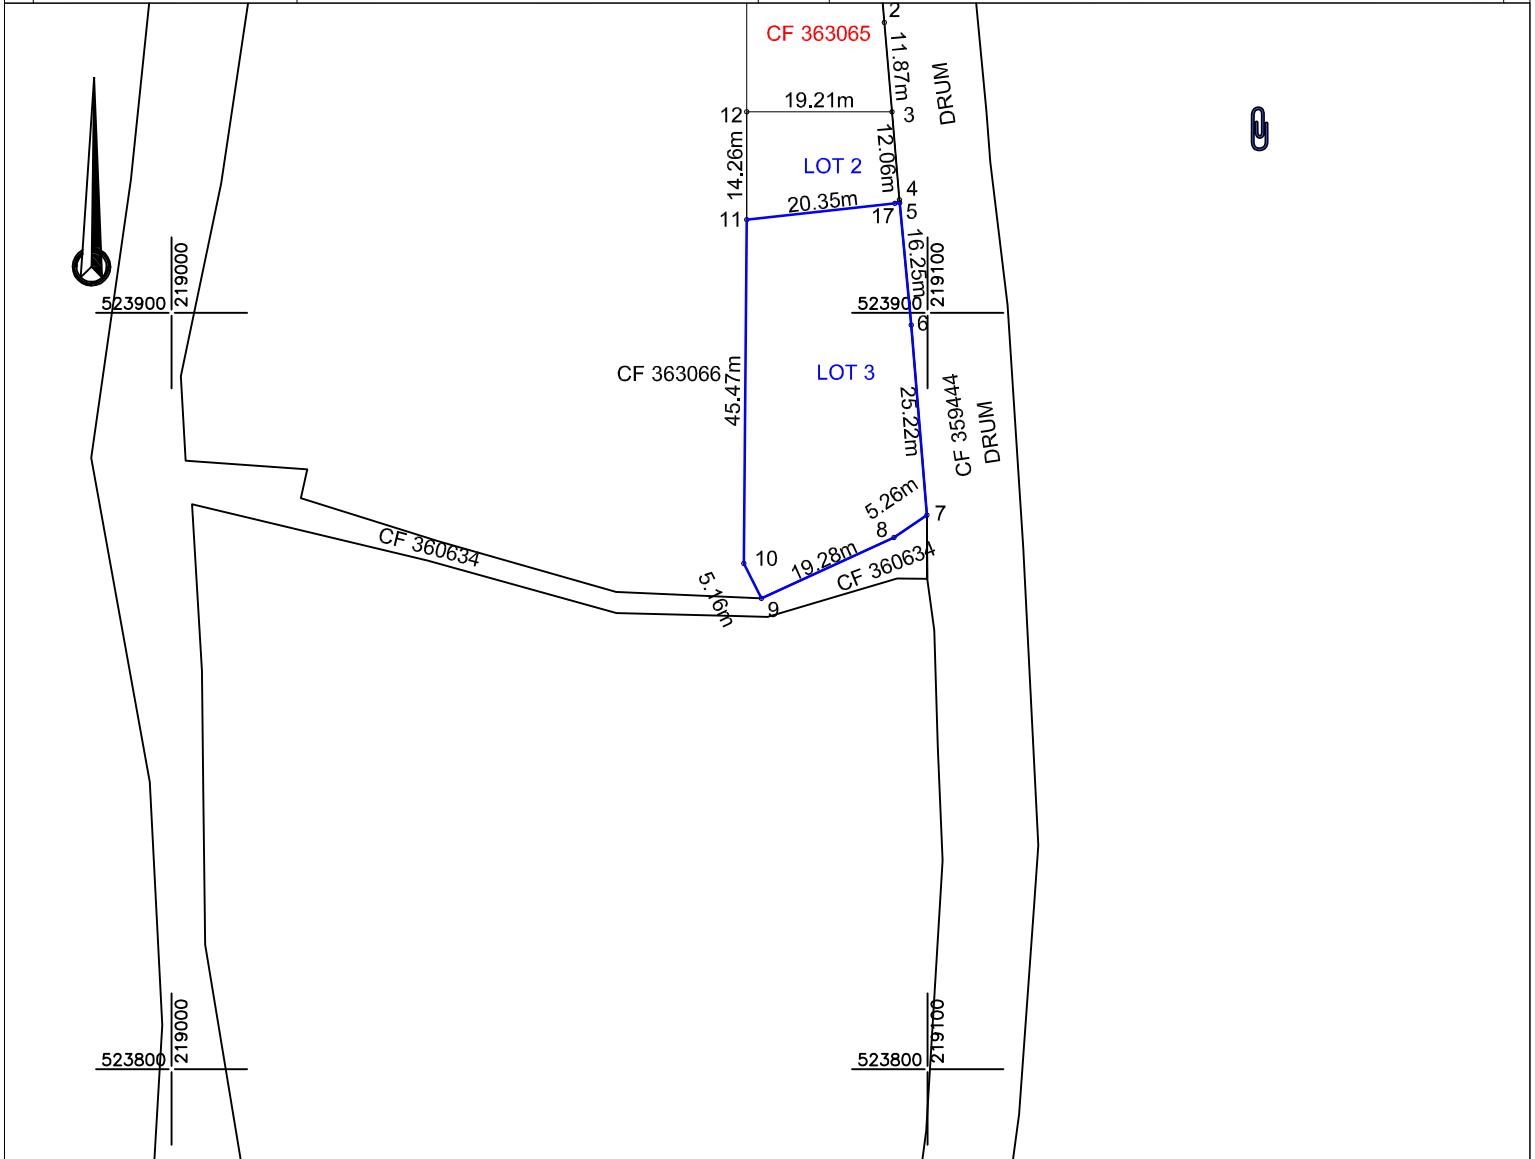 2
CF 363065
11.87m
DRUM
19.21m
12
3
14.26m
12.06m
LOT 2
4
20.35m
17
5
11
16.25m
219000
219100
523900
523900
6
CF 363066
45.47m
LOT 3
25.22m
CF 359444
DRUM
5.26m
7
8
CF 360634
10
19.28m
CF 360634
5.16m
9
219000
219100
523800
523800